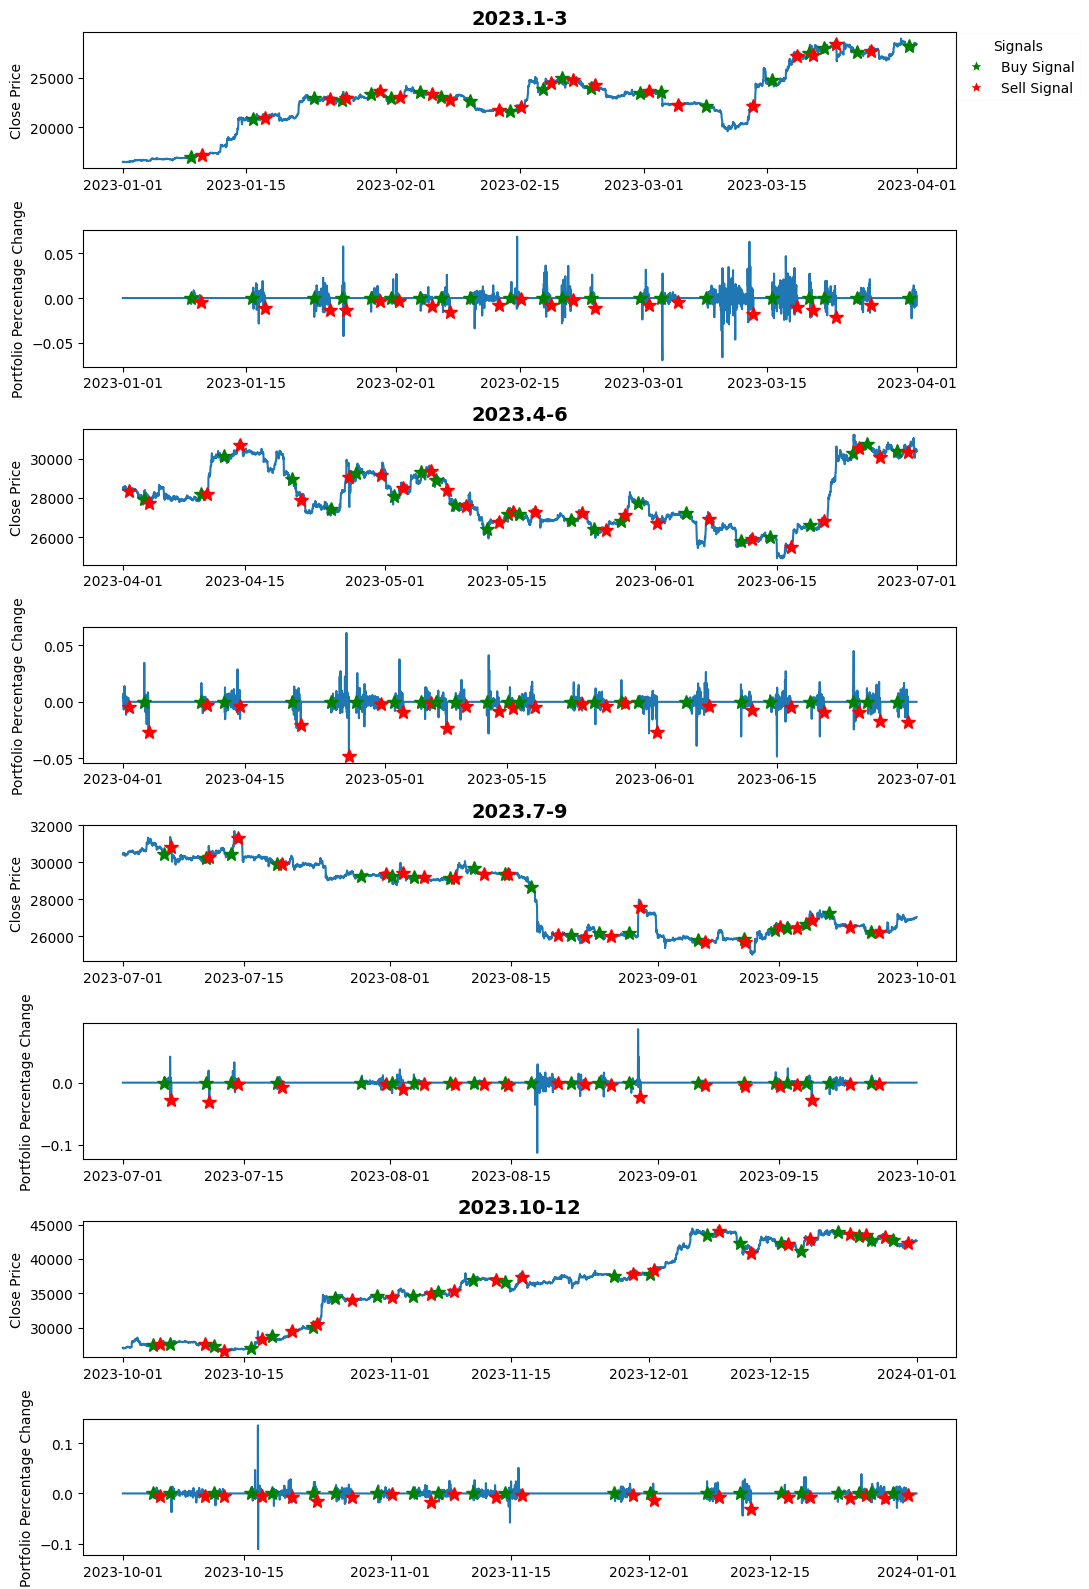 2023.1-3
Close Price
25000
20000
2023-01-01 2023-01-15 2023-02-01 2023-02-15 2023-03-01 2023-03-15 2023-04-01
Signals
Buy Signal
Sell Signal
Portfolio Percentage Change
0.05
0.00
−0.05
2023-01-01 2023-01-15 2023-02-01 2023-02-15 2023-03-01 2023-03-15 2023-04-01
2023.4-6
Close Price
30000
28000
26000
2023-04-01 2023-04-15 2023-05-01 2023-05-15 2023-06-01 2023-06-15 2023-07-01
Portfolio Percentage Change
0.05
0.00
−0.05
2023-04-01 2023-04-15 2023-05-01 2023-05-15 2023-06-01 2023-06-15 2023-07-01
2023.7-9
Close Price
32000
30000
28000
26000
2023-07-01 2023-07-15 2023-08-01 2023-08-15 2023-09-01 2023-09-15 2023-10-01
Portfolio Percentage Change
0.0
−0.1
2023-07-01 2023-07-15 2023-08-01 2023-08-15 2023-09-01 2023-09-15 2023-10-01
2023.10-12
Close Price
45000
40000
35000
30000
2023-10-01 2023-10-15 2023-11-01 2023-11-15 2023-12-01 2023-12-15 2024-01-01
Portfolio Percentage Change
0.1
0.0
−0.1
2023-10-01 2023-10-15 2023-11-01 2023-11-15 2023-12-01 2023-12-15 2024-01-01